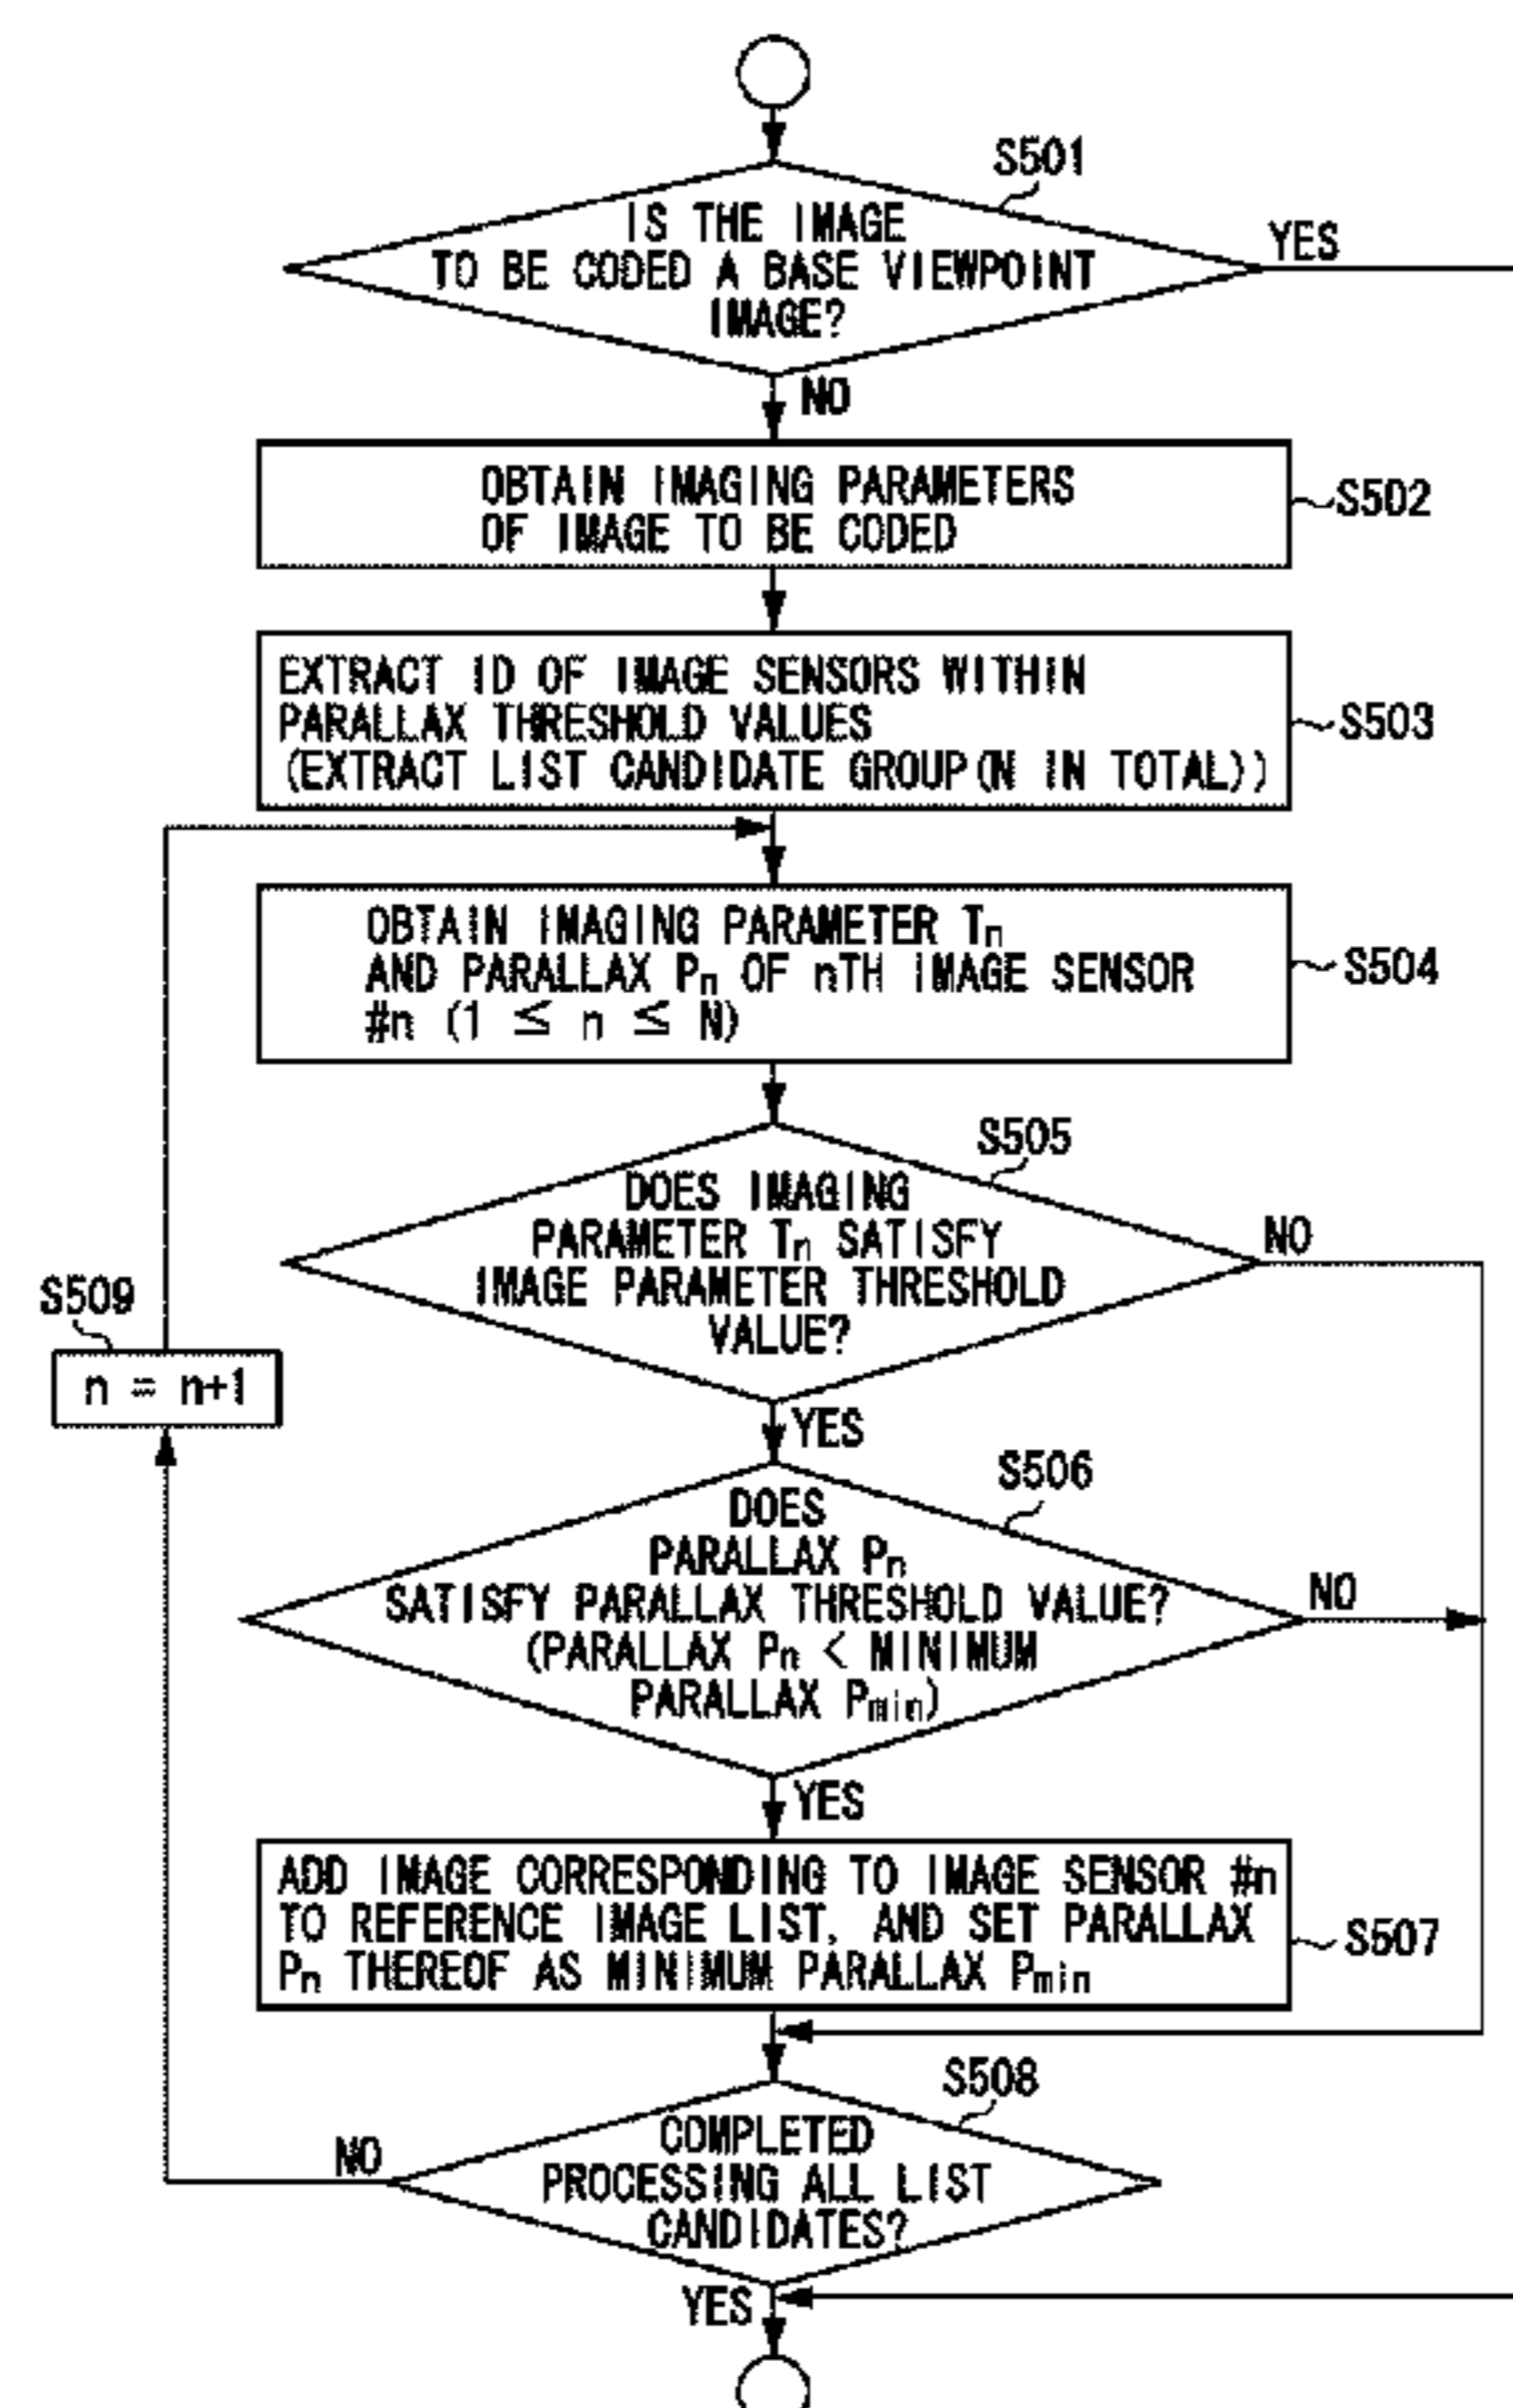 S501
IS THE IMAGE
TO BE CODED A BASE VIEWPOINT
IMAGE?
YES
NO
OBTAIN IMAGING PARAMETERS
OF IMAGE TO BE CODED
S502
EXTRACT ID OF IMAGE SENSORS WITHIN
PARALLAX THRESHOLD VALUES
(EXTRACT LIST CANDIDATE GROUP(N IN TOTAL))
S503
OBTAIN IMAGING PARAMETER Tn
AND PARALLAX Pn OF nTH IMAGE SENSOR
#n (1 ≤ n ≤ N)
S504
S505
DOES IMAGING
PARAMETER Tn SATISFY
IMAGE PARAMETER THRESHOLD
VALUE?
NO
YES
S509
n = n+1
S506
DOES
PARALLAX Pn
SATISFY PARALLAX THRESHOLD VALUE?
(PARALLAX Pn < MINIMUM
PARALLAX Pmin)
NO
YES
ADD IMAGE CORRESPONDING TO IMAGE SENSOR #n
TO REFERENCE IMAGE LIST, AND SET PARALLAX
Pn THEREOF AS MINIMUM PARALLAX Pmin
S507
S508
COMPLETED
PROCESSING ALL LIST
CANDIDATES?
NO
YES